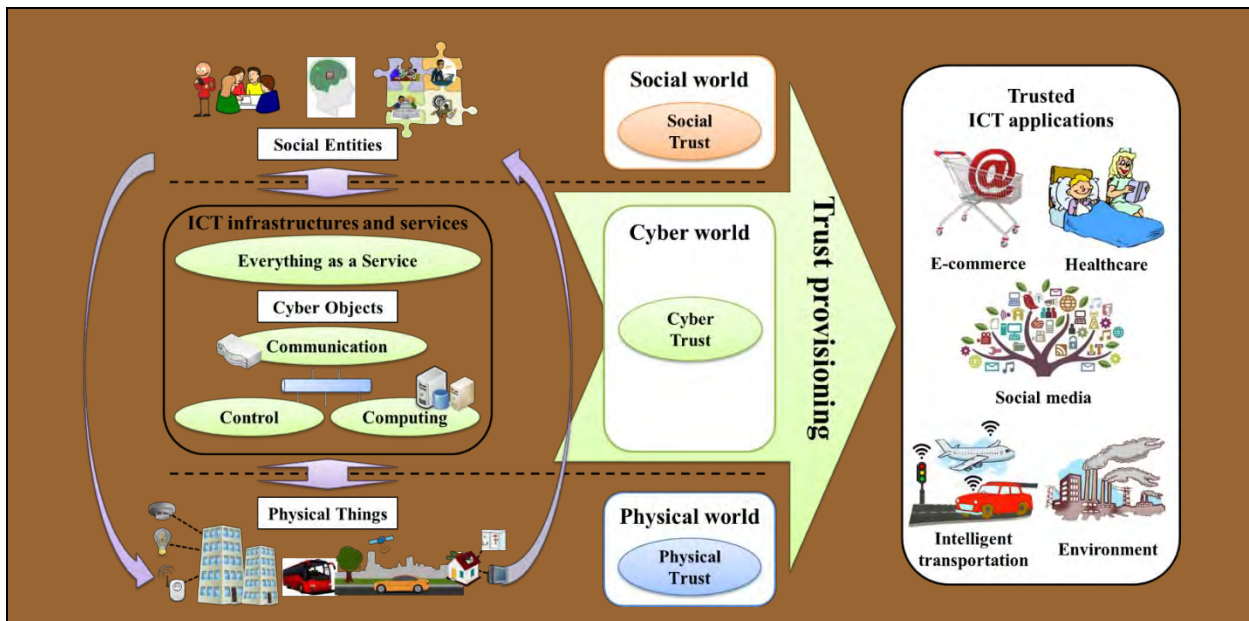 Social Entities
ICT infrastructures and services
Everything as a Service
Cyber Objects
Communication
Control
Computing
Physical Things
Social world
Social
Trust
Cyber world
Cyber
Trust
Physical world
Physical
Trust
Trust provisioning
Trusted
ICT applications
@
E-commerce
Healthcare
Social media
Intelligent
transportation
Environment